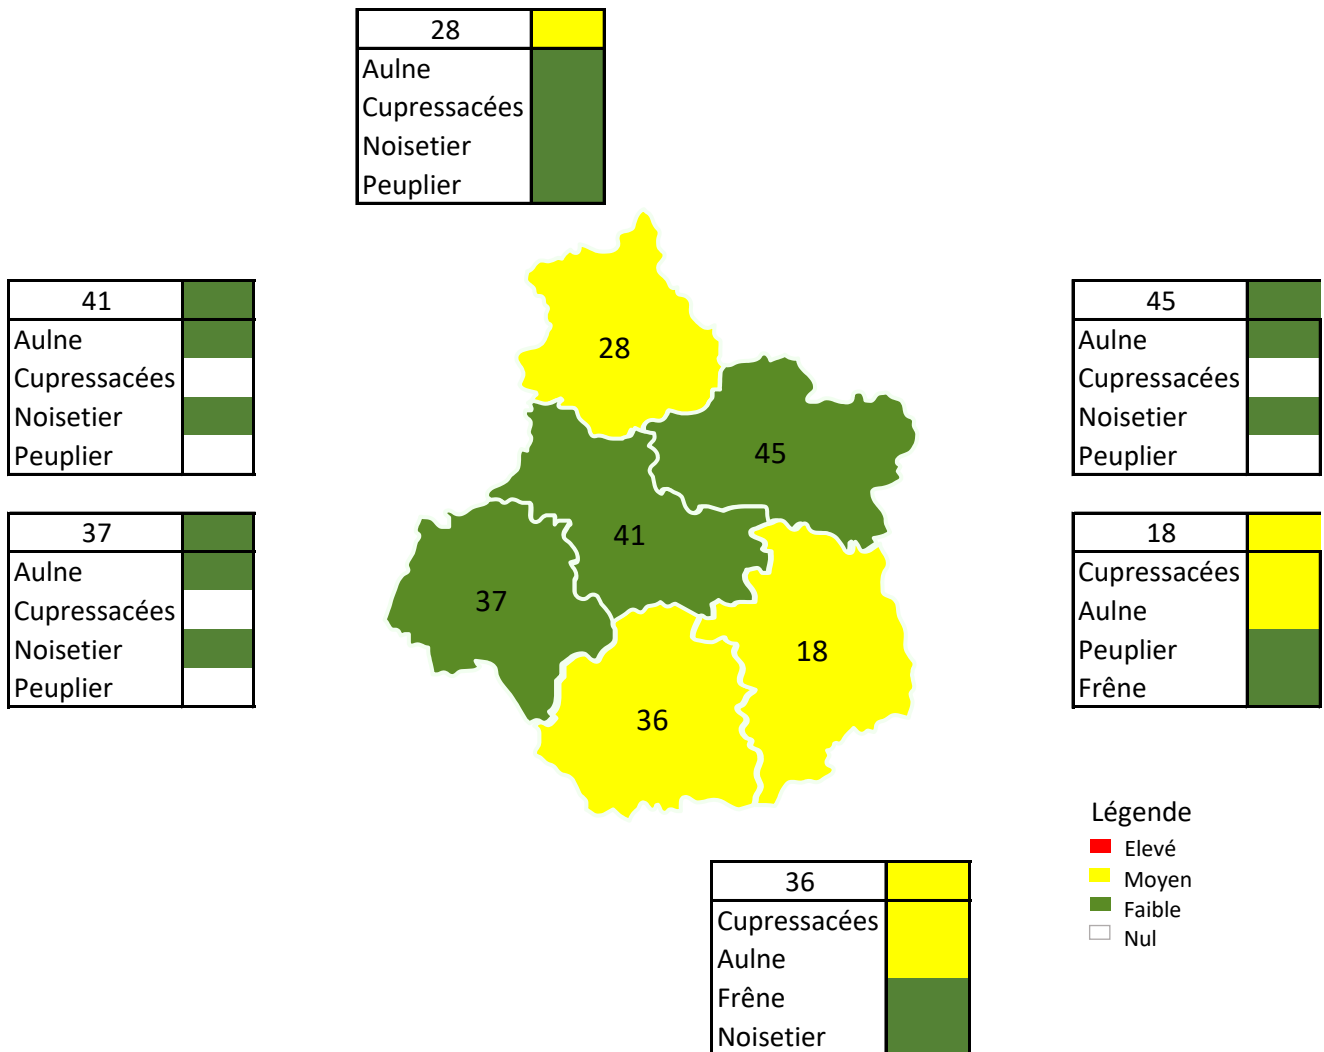 28
Aulne
Cupressacées
Noisetier
Peuplier
41
Aulne
Cupressacées
Noisetier
Peuplier
45
Aulne
Cupressacées
Noisetier
Peuplier
37
Aulne
Cupressacées
Noisetier
Peuplier
18
Cupressacées
Aulne
Peuplier
Frêne
28
45
41
37
18
36
Légende
Elevé
Moyen
Faible
Nul
36
Cupressacées
Aulne
Frêne
Noisetier